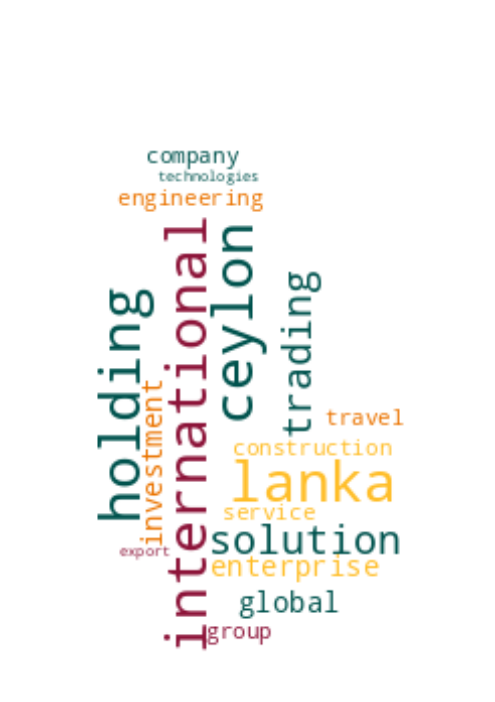 company
technologies
engineering
international
ceylon
trading
holding
investment
travel
construction
lanka
service
solution
export
enterprise
global
group